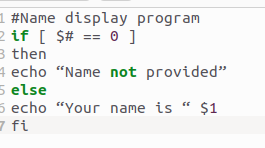 1 #Name display program
2 if [ $# == 0 ]
3 then
4 echo “Name not provided”
5 else
6 echo “Your name is “ $1
7 fi